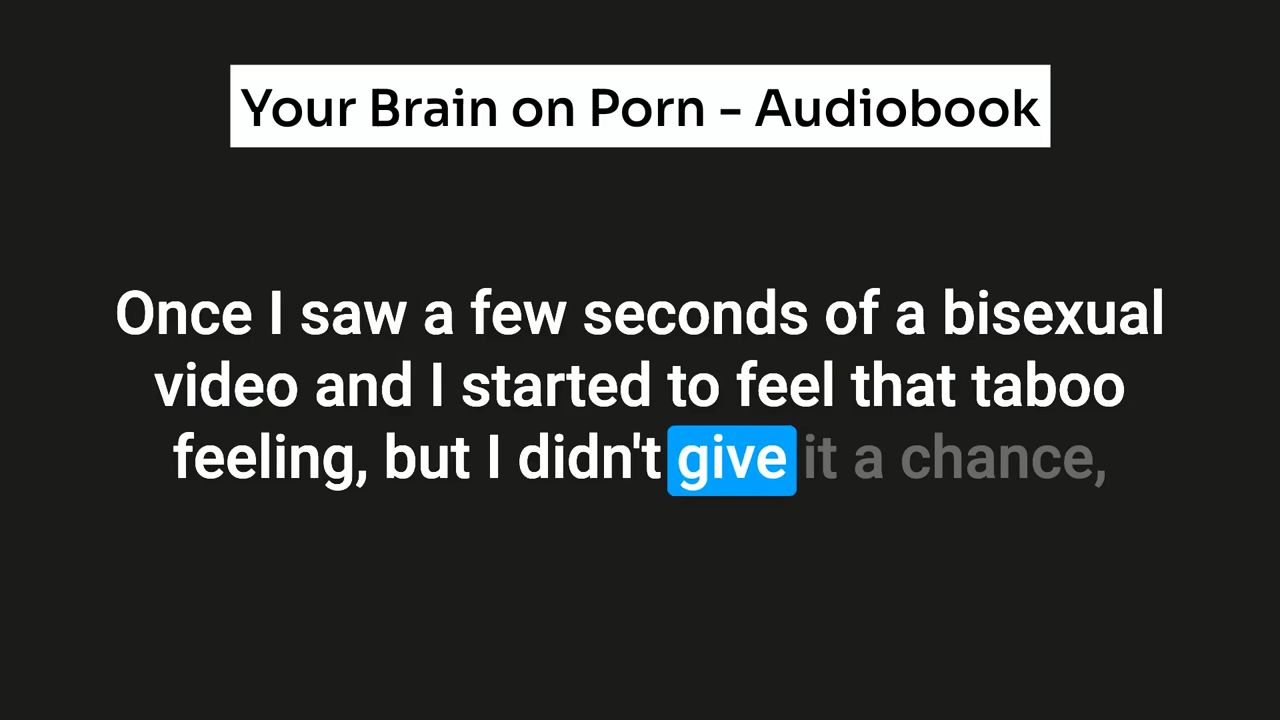 Your Brain on Porn - Audiobook
Once I saw a few seconds of a bisexual
video and I started to feel that taboo
feeling, but I didn't give it a chance,